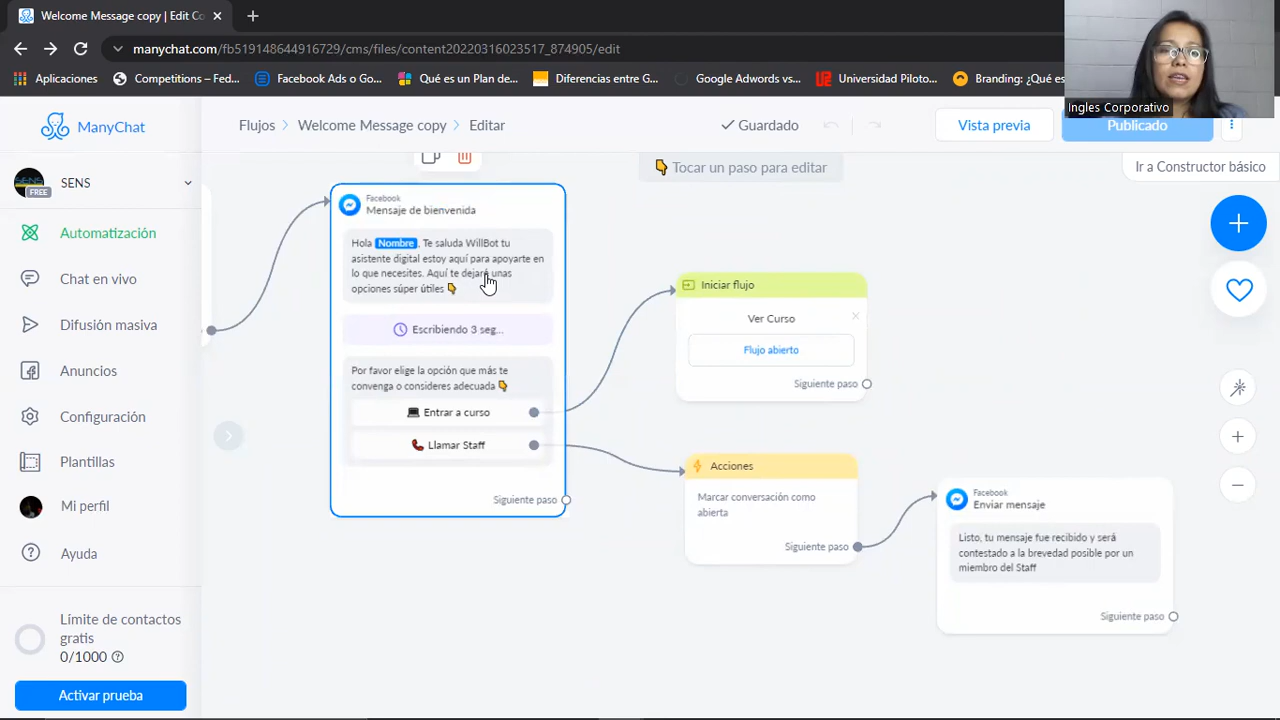 Welcome Message copy | Edit Co
manychat.com/fb519148644916729/cms/files/content20220316023517_874905/edit
Aplicaciones
Competitions – Fed...
Facebook Ads o Go...
Qué es un Plan de...
Diferencias entre G...
Google Adwords vs...
Universidad Piloto...
Branding: ¿Qué es
Ingles Corporativo
ManyChat
Flujos
Welcome Message copy
Editar
Guardado
Vista previa
Publicado
SENS
FREE
Tocar un paso para editar
Ir a Constructor básico
Automatización
Chat en vivo
Difusión masiva
Anuncios
Configuración
Plantillas
Mi perfil
Ayuda
Límite de contactos
gratis
0/1000
Activar prueba
Facebook
Mensaje de bienvenida
Hola Nombre, Te saluda WillBot tu
asistente digital estoy aquí para apoyarte en
lo que necesites. Aquí te dejaré unas
opciones súper útiles
Escribiendo 3 seg...
Por favor elige la opción que más te
convenga o consideres adecuada
Entrar a curso
Llamar Staff
Siguiente paso
Iniciar flujo
Ver Curso
Flujo abierto
Siguiente paso
Acciones
Marcar conversación como
abierta
Siguiente paso
Facebook
Enviar mensaje
Listo, tu mensaje fue recibido y será
contestado a la brevedad posible por un
miembro del Staff
Siguiente paso